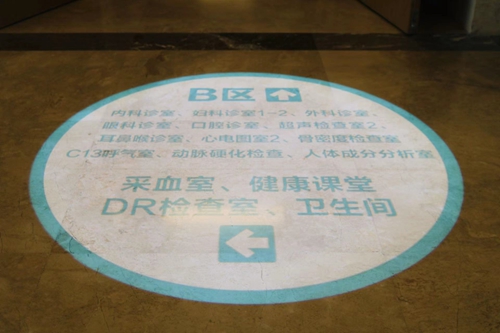 B区 ↑
内科诊室、妇科诊室1-2、外科诊室、
眼科诊室、口腔诊室、超声检查室2、
耳鼻喉诊室、心电图室2、骨密度检查室
C13呼气室、动脉硬化检查、人体成分分析室
采血室、健康课堂
DR检查室、卫生间
←